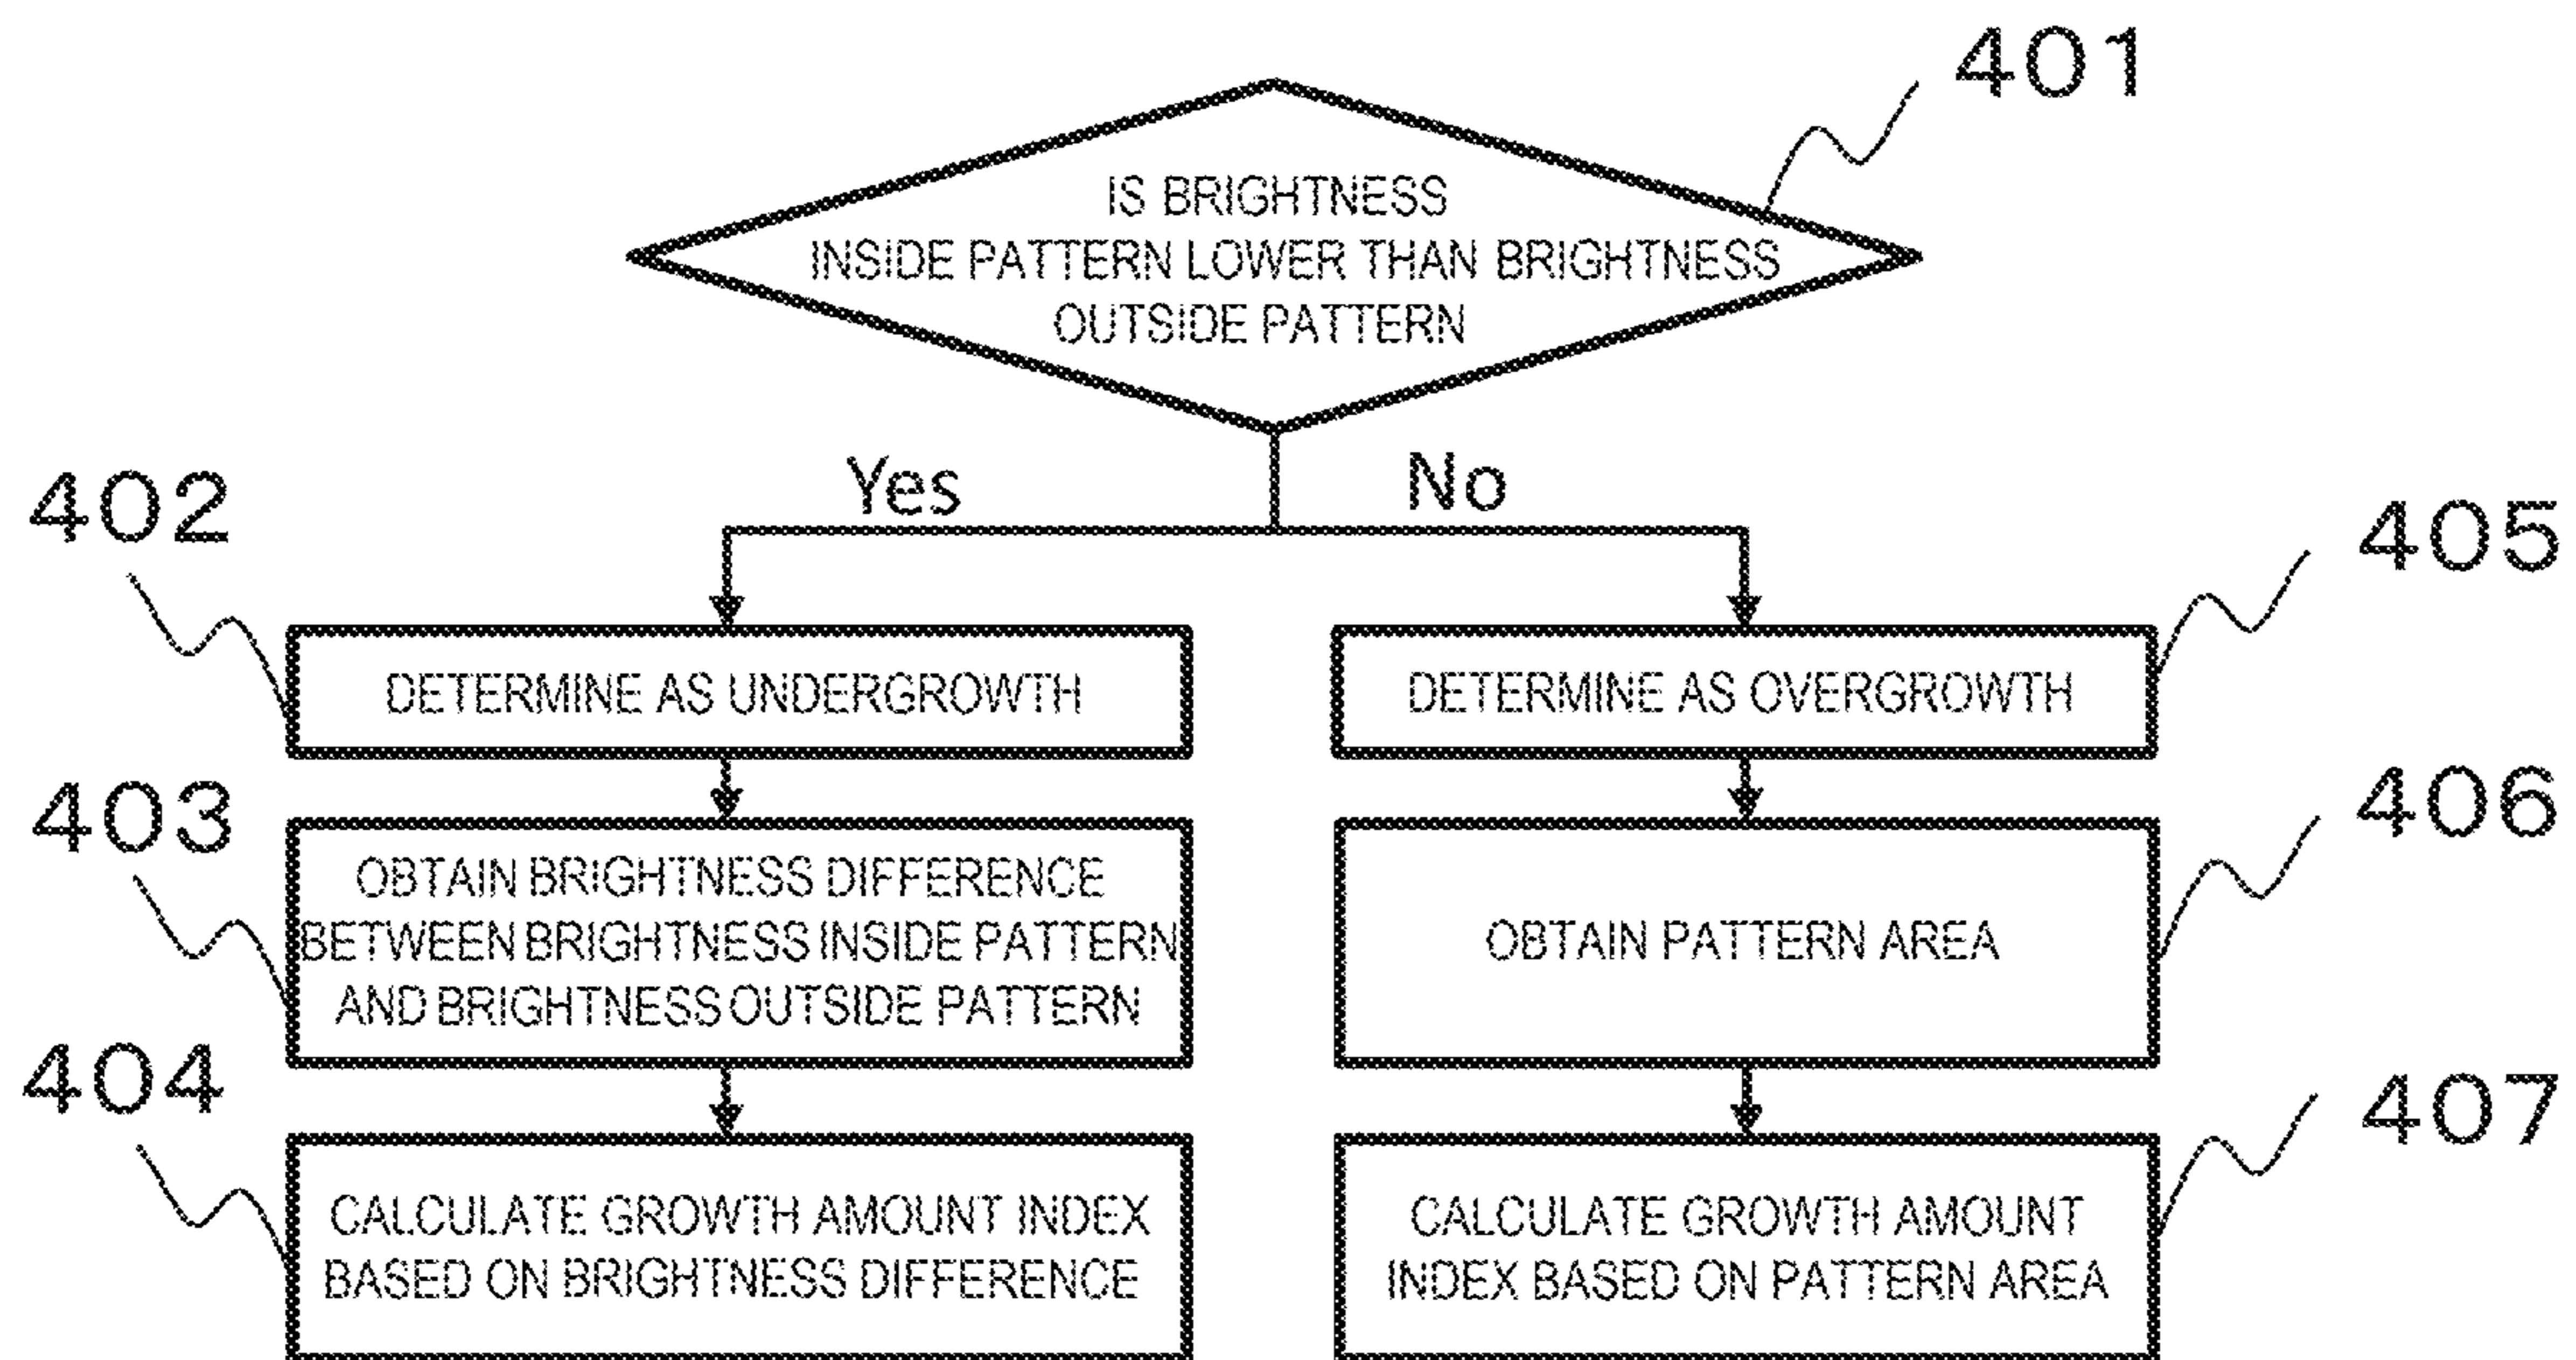 401
IS BRIGHTNESS
INSIDE PATTERN LOWER THAN BRIGHTNESS
OUTSIDE PATTERN
Yes
No
402
405
DETERMINE AS UNDERGROWTH
DETERMINE AS OVERGROWTH
403
406
OBTAIN BRIGHTNESS DIFFERENCE
BETWEEN BRIGHTNESS INSIDE PATTERN
AND BRIGHTNESS OUTSIDE PATTERN
OBTAIN PATTERN AREA
404
407
CALCULATE GROWTH AMOUNT INDEX
BASED ON BRIGHTNESS DIFFERENCE
CALCULATE GROWTH AMOUNT
INDEX BASED ON PATTERN AREA